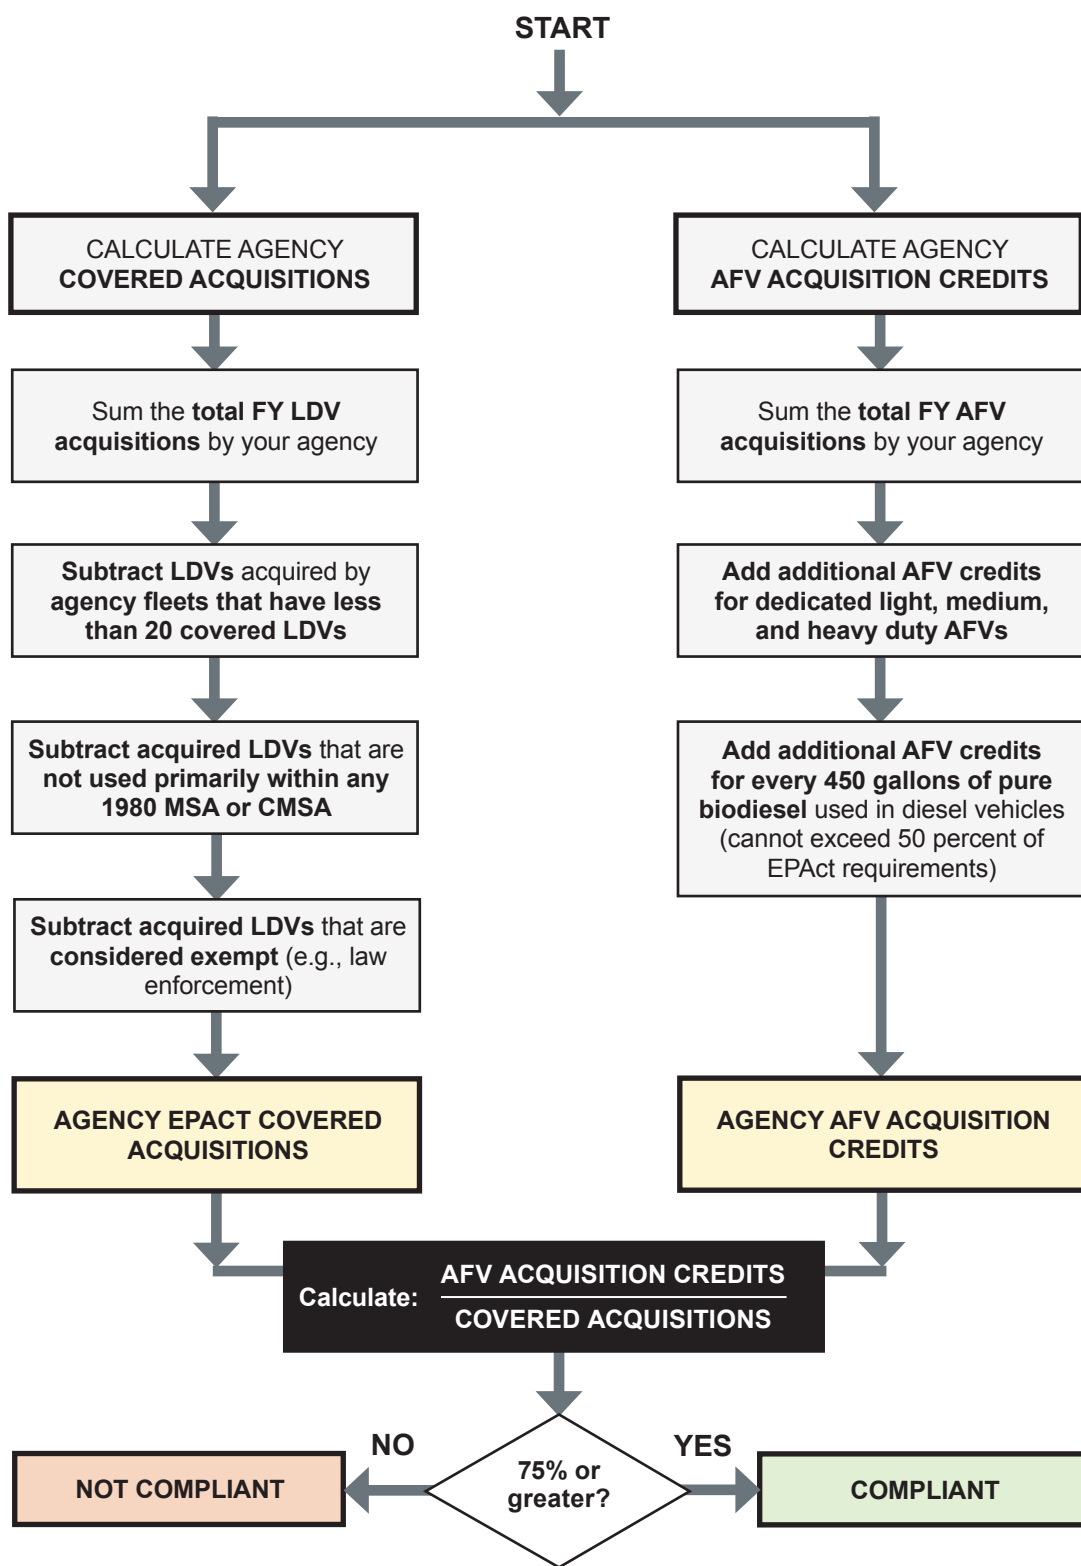 START
CALCULATE AGENCY
COVERED ACQUISITIONS
Sum the total FY LDV
acquisitions by your agency
Subtract LDVs acquired by
agency fleets that have less
than 20 covered LDVs
Subtract acquired LDVs that are
not used primarily within any
1980 MSA or CMSA
Subtract acquired LDVs that are
considered exempt (e.g., law
enforcement)
AGENCY EPACT COVERED
ACQUISITIONS
CALCULATE AGENCY
AFV ACQUISITION CREDITS
Sum the total FY AFV
acquisitions by your agency
Add additional AFV credits
for dedicated light, medium,
and heavy duty AFVs
Add additional AFV credits
for every 450 gallons of pure
biodiesel used in diesel vehicles
(cannot exceed 50 percent of
EPAct requirements)
AGENCY AFV ACQUISITION
CREDITS
Calculate: AFV ACQUISITION CREDITS
COVERED ACQUISITIONS
75% or
greater?
NO
YES
NOT COMPLIANT
COMPLIANT